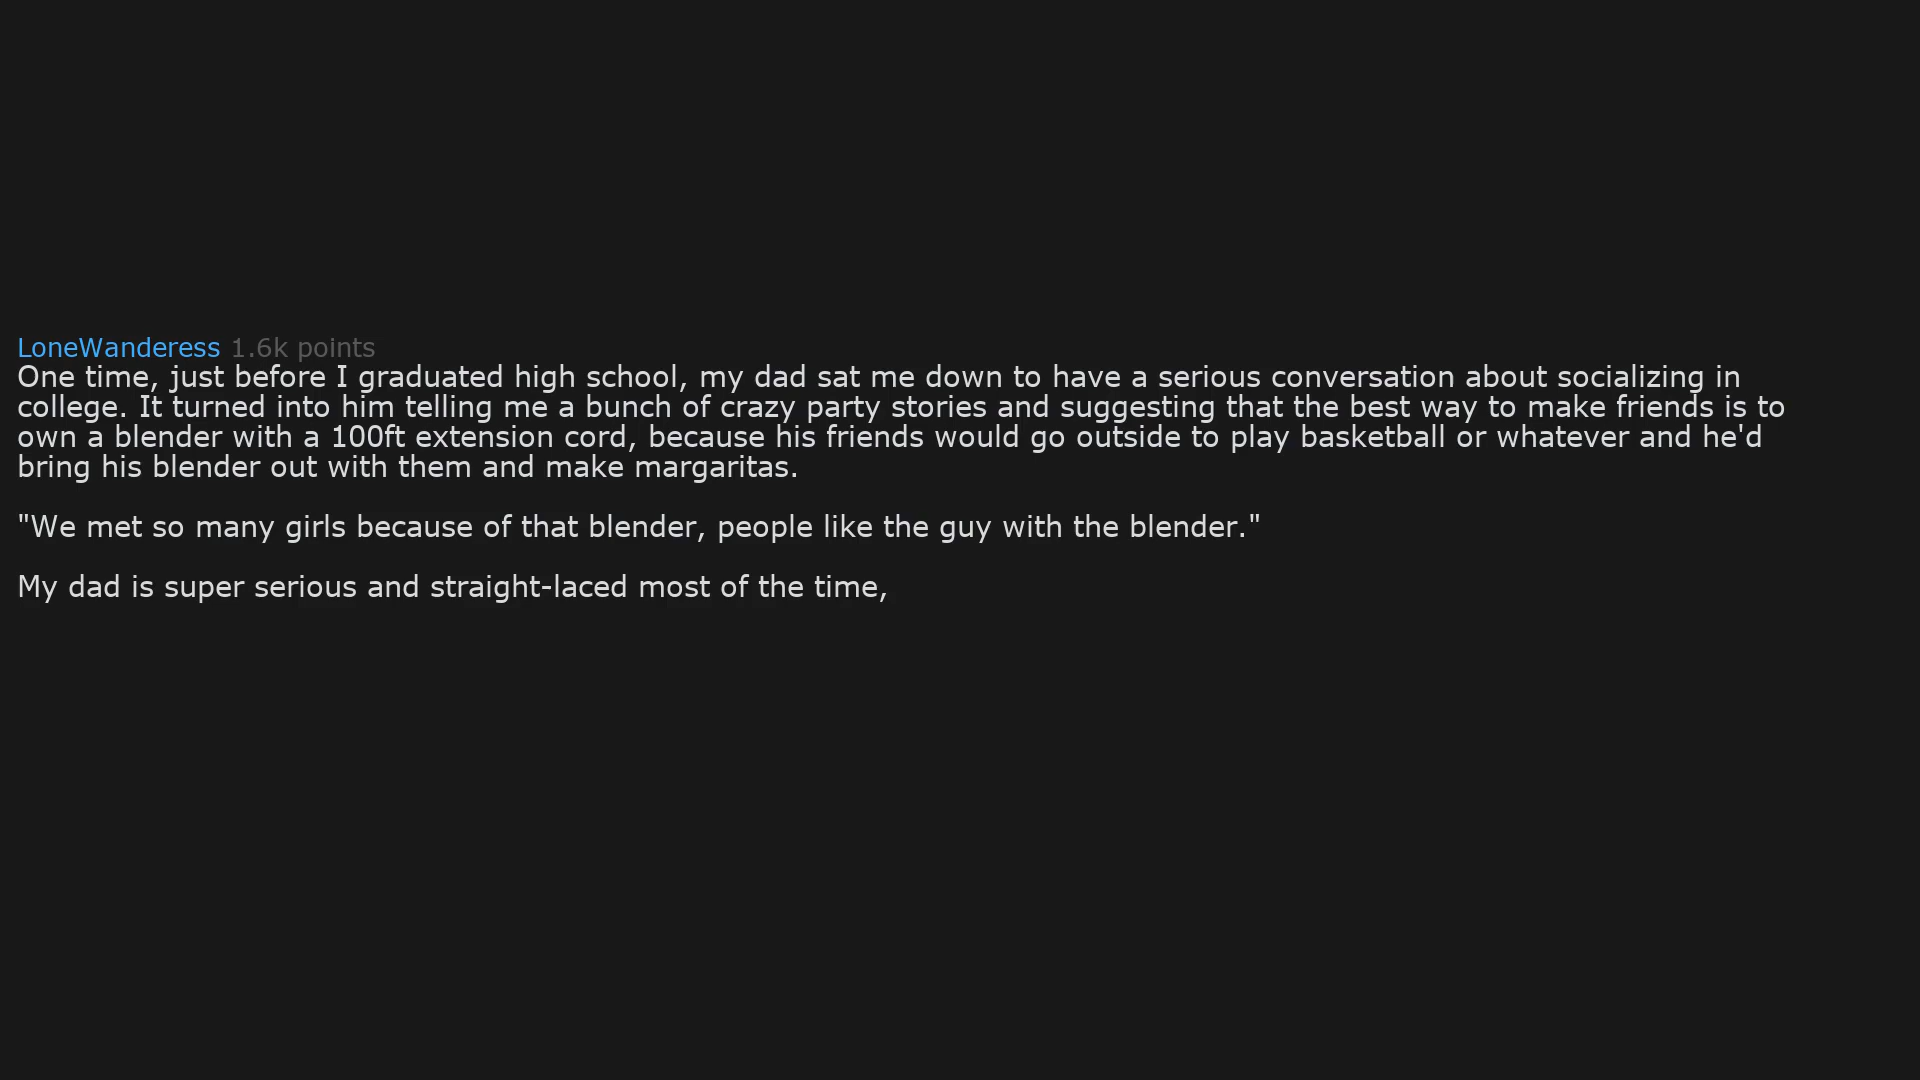 LoneWanderess 1.6k points
One time, just before I graduated high school, my dad sat me down to have a serious conversation about socializing in
college. It turned into him telling me a bunch of crazy party stories and suggesting that the best way to make friends is to
own a blender with a 100ft extension cord, because his friends would go outside to play basketball or whatever and he'd
bring his blender out with them and make margaritas.
"We met so many girls because of that blender, people like the guy with the blender."
My dad is super serious and straight-laced most of the time,